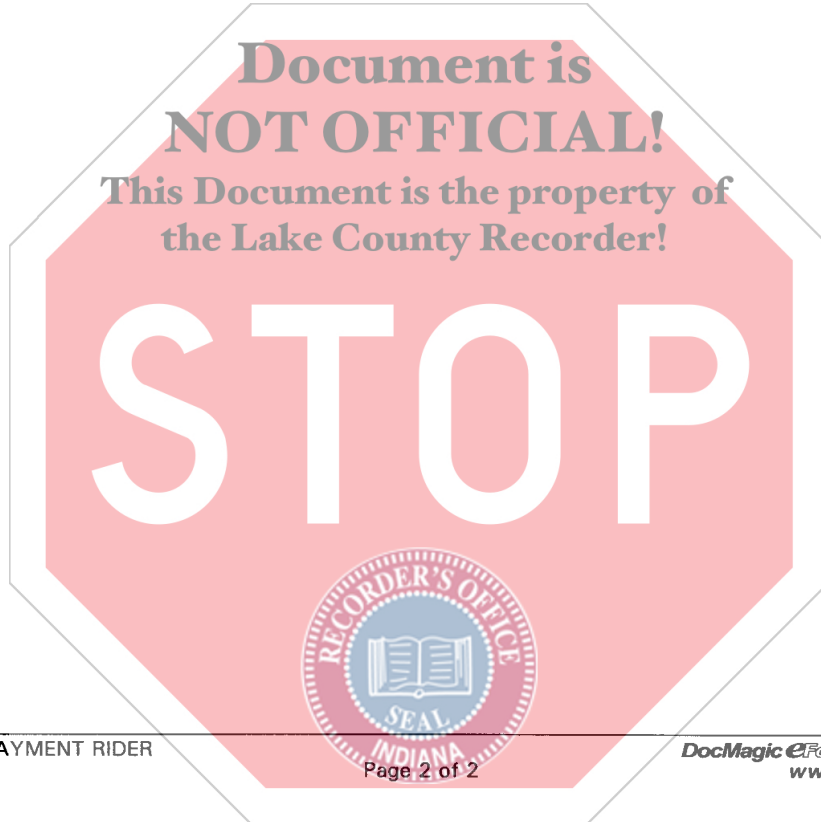 Document is
NOT OFFICIAL!
This Document is the property of
the Lake County Recorder!
STOP
RECORDER'S OFFICE
SEAL
INDIANA
AYMENT RIDER
DocMagic
Page 2 of 2